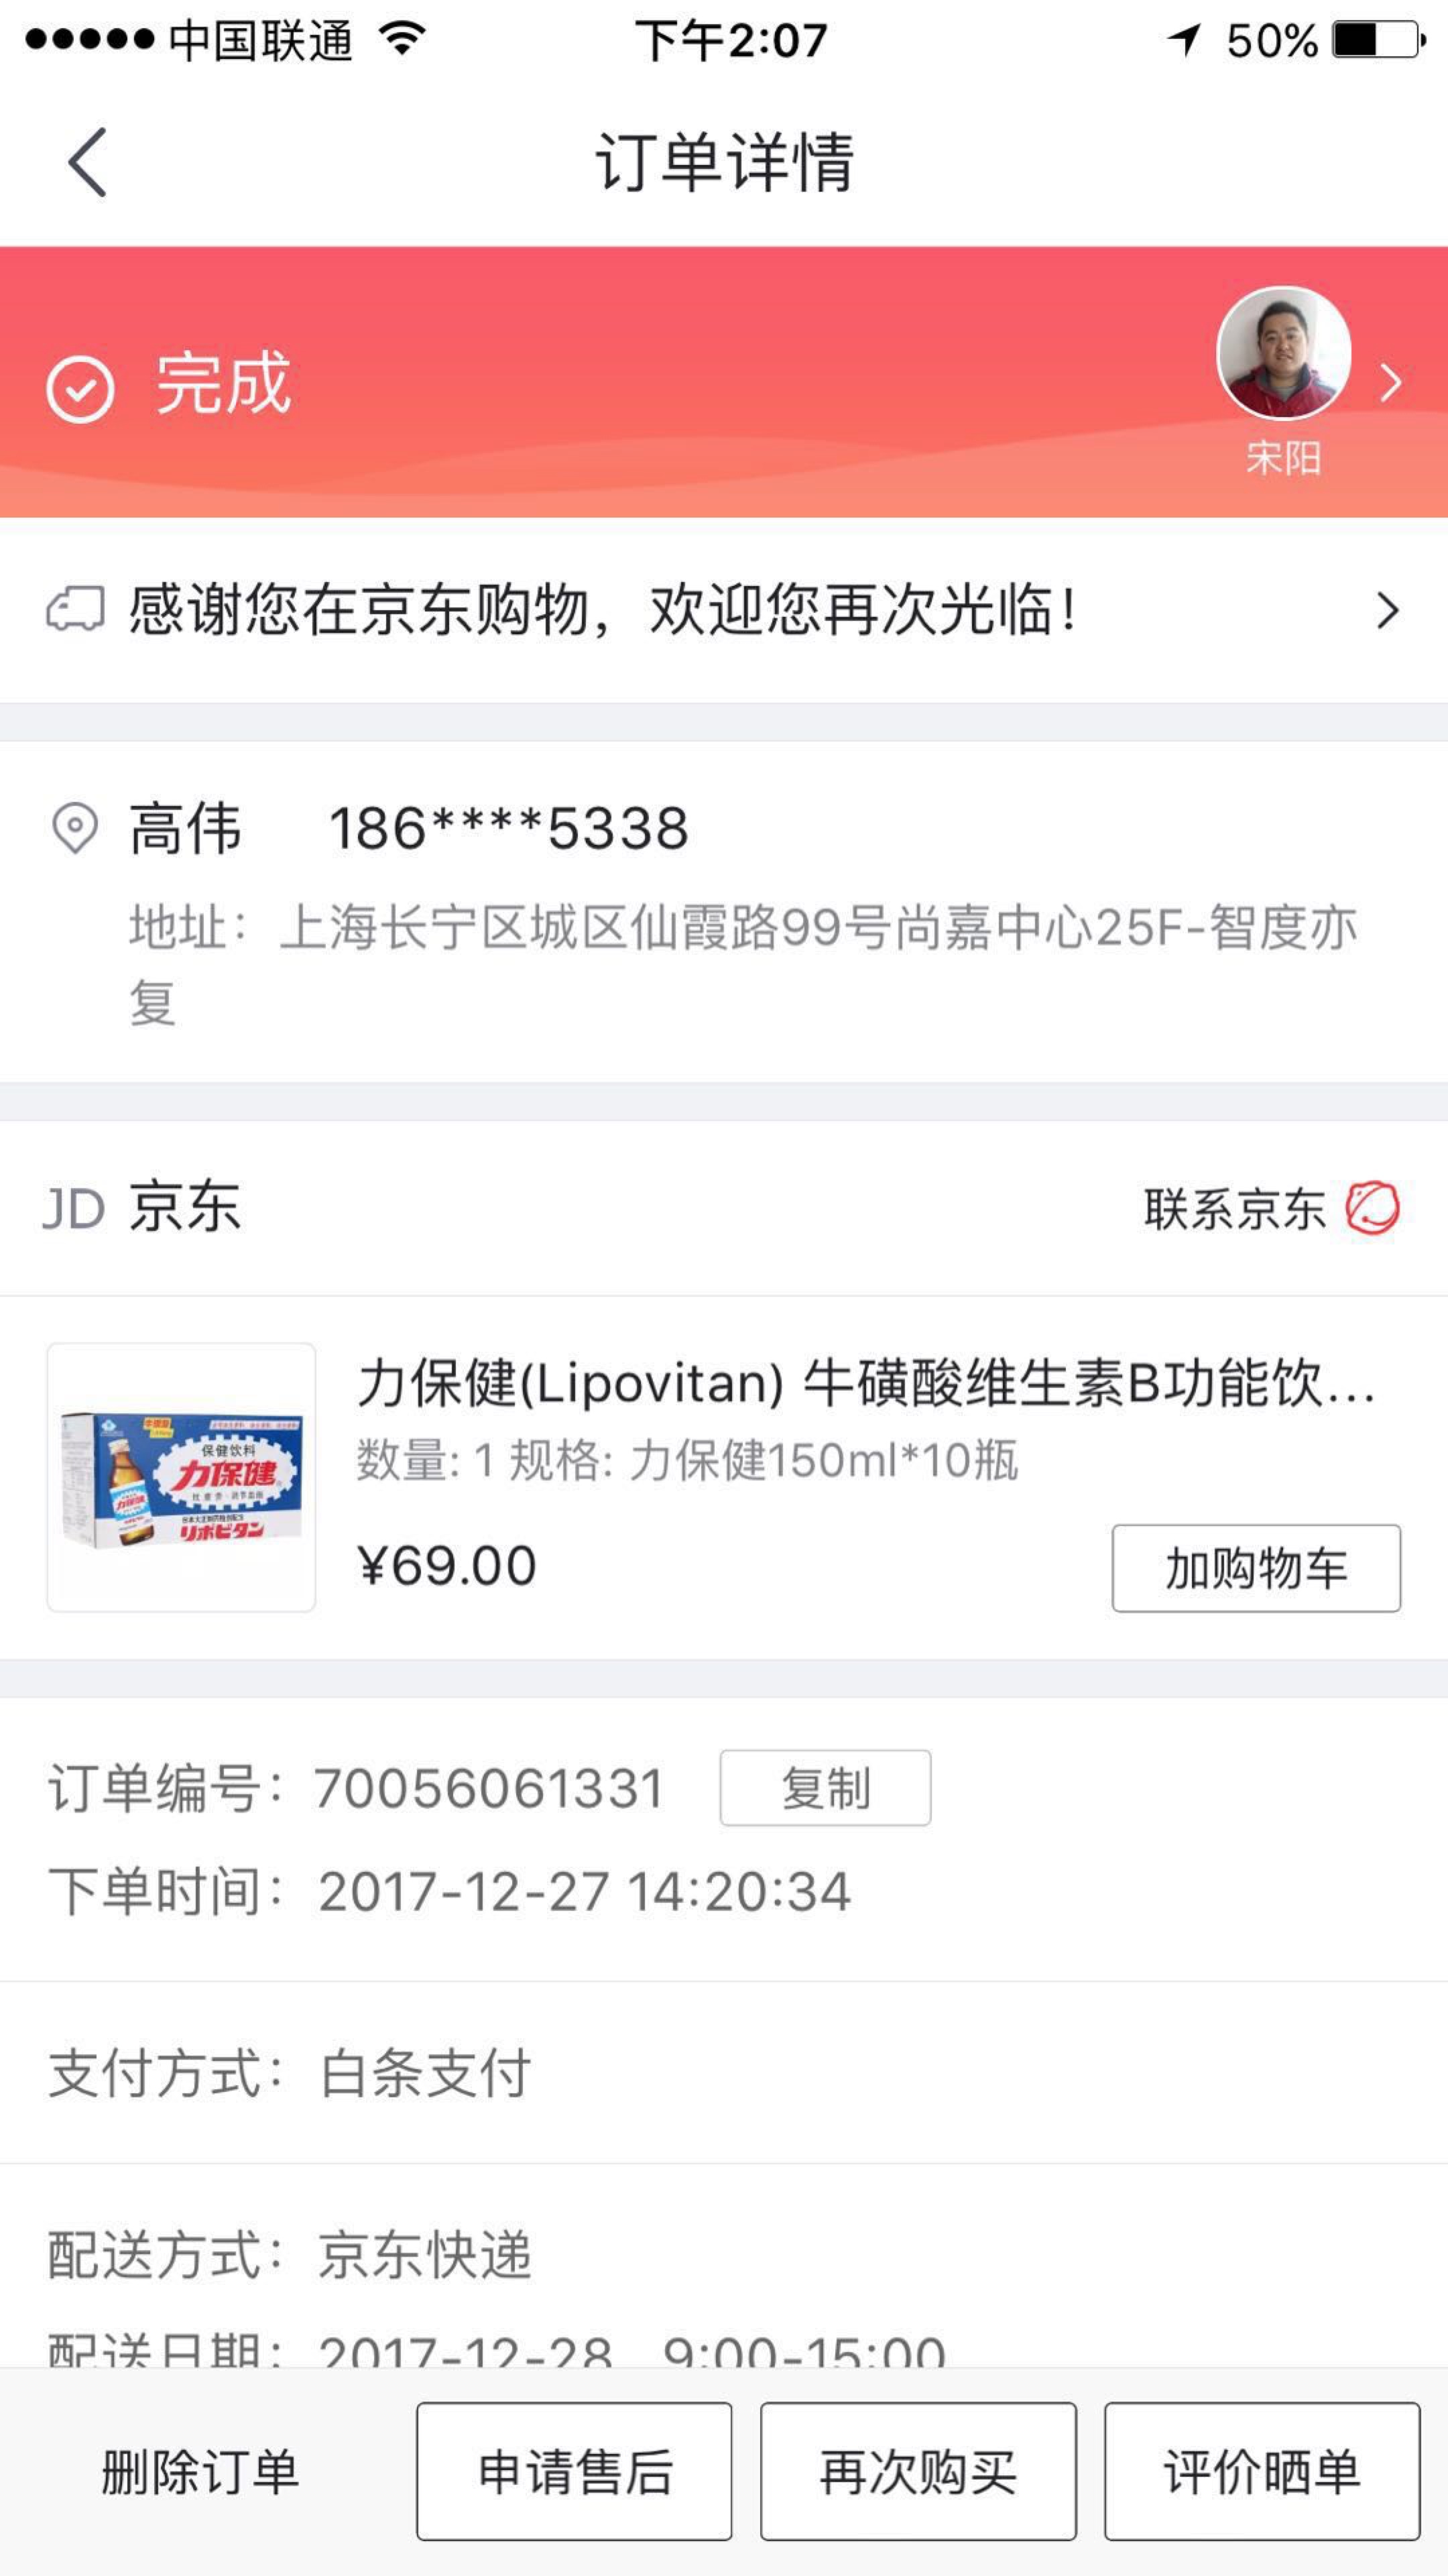 中国联通 下午2:07 50%
订单详情
完成
宋阳
感谢您在京东购物，欢迎您再次光临！
高伟 186****5338
地址：上海长宁区城区仙霞路99号尚嘉中心25F-智度亦
复
JD 京东 联系京东
力保健(Lipovitan) 牛磺酸维生素B功能饮...
数量: 1 规格: 力保健150ml*10瓶
¥69.00 加购物车
保健饮料
力保健
リポビタン
订单编号：70056061331 复制
下单时间：2017-12-27 14:20:34
支付方式：白条支付
配送方式：京东快递
配送日期：2017-12-28 9:00-15:00
删除订单 申请售后 再次购买 评价晒单